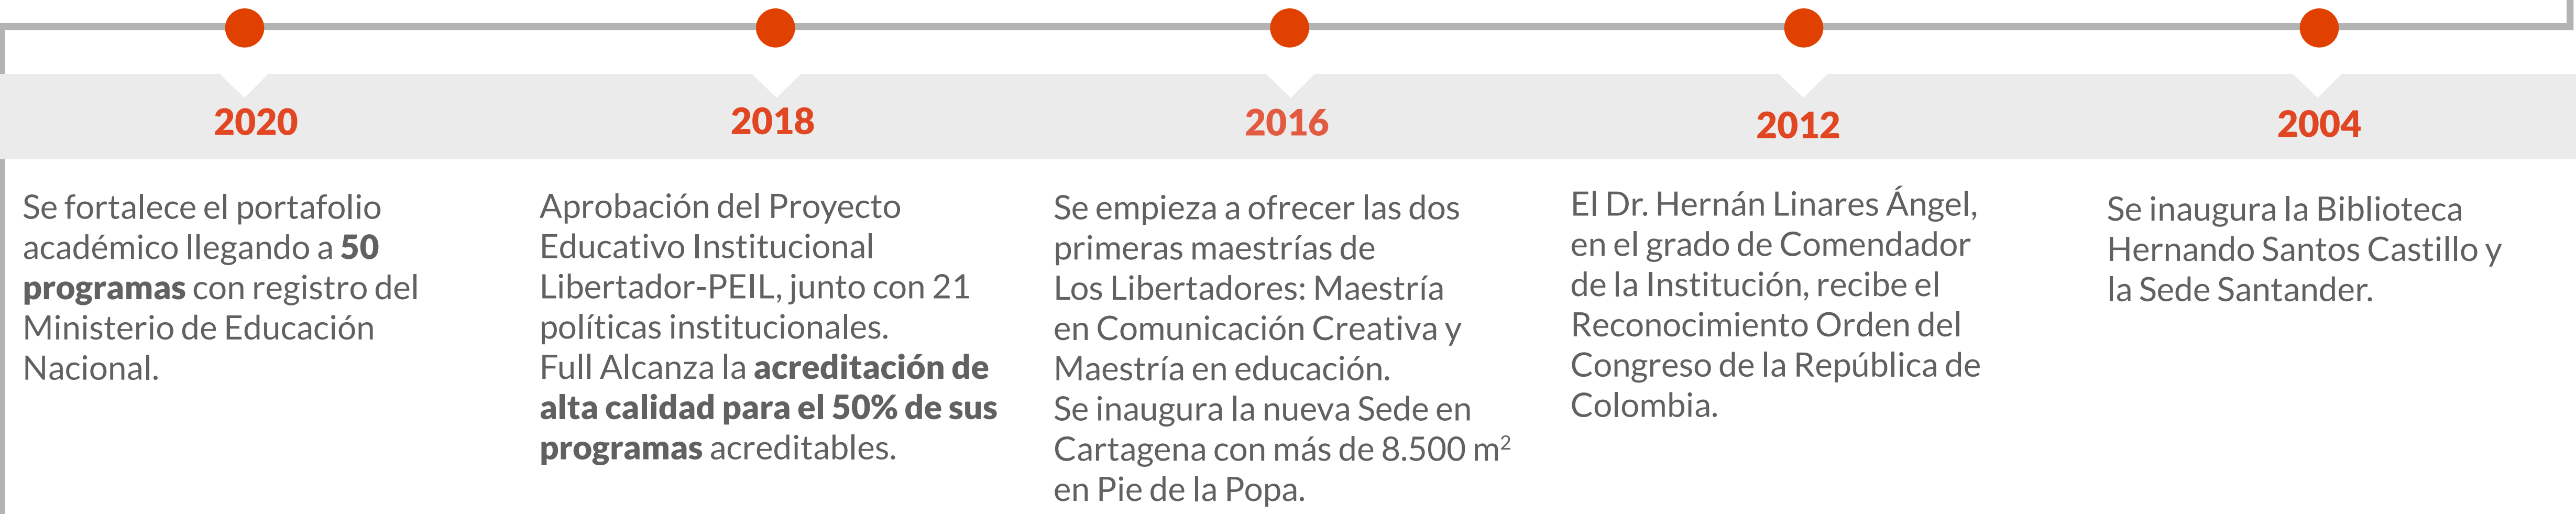 2020
Se fortalece el portafolio
académico llegando a 50
programas con registro del
Ministerio de Educación
Nacional.
2018
Aprobación del Proyecto
Educativo Institucional
Libertador-PEIL, junto con 21
políticas institucionales.
Full Alcanza la acreditación de
alta calidad para el 50% de sus
programas acreditables.
2016
Se empieza a ofrecer las dos
primeras maestrías de
Los Libertadores: Maestría
en Comunicación Creativa y
Maestría en educación.
Se inaugura la nueva Sede en
Cartagena con más de 8.500 m²
en Pie de la Popa.
2012
El Dr. Hernán Linares Ángel,
en el grado de Comendador
de la Institución, recibe el
Reconocimiento Orden del
Congreso de la República de
Colombia.
2004
Se inaugura la Biblioteca
Hernando Santos Castillo y
la Sede Santander.